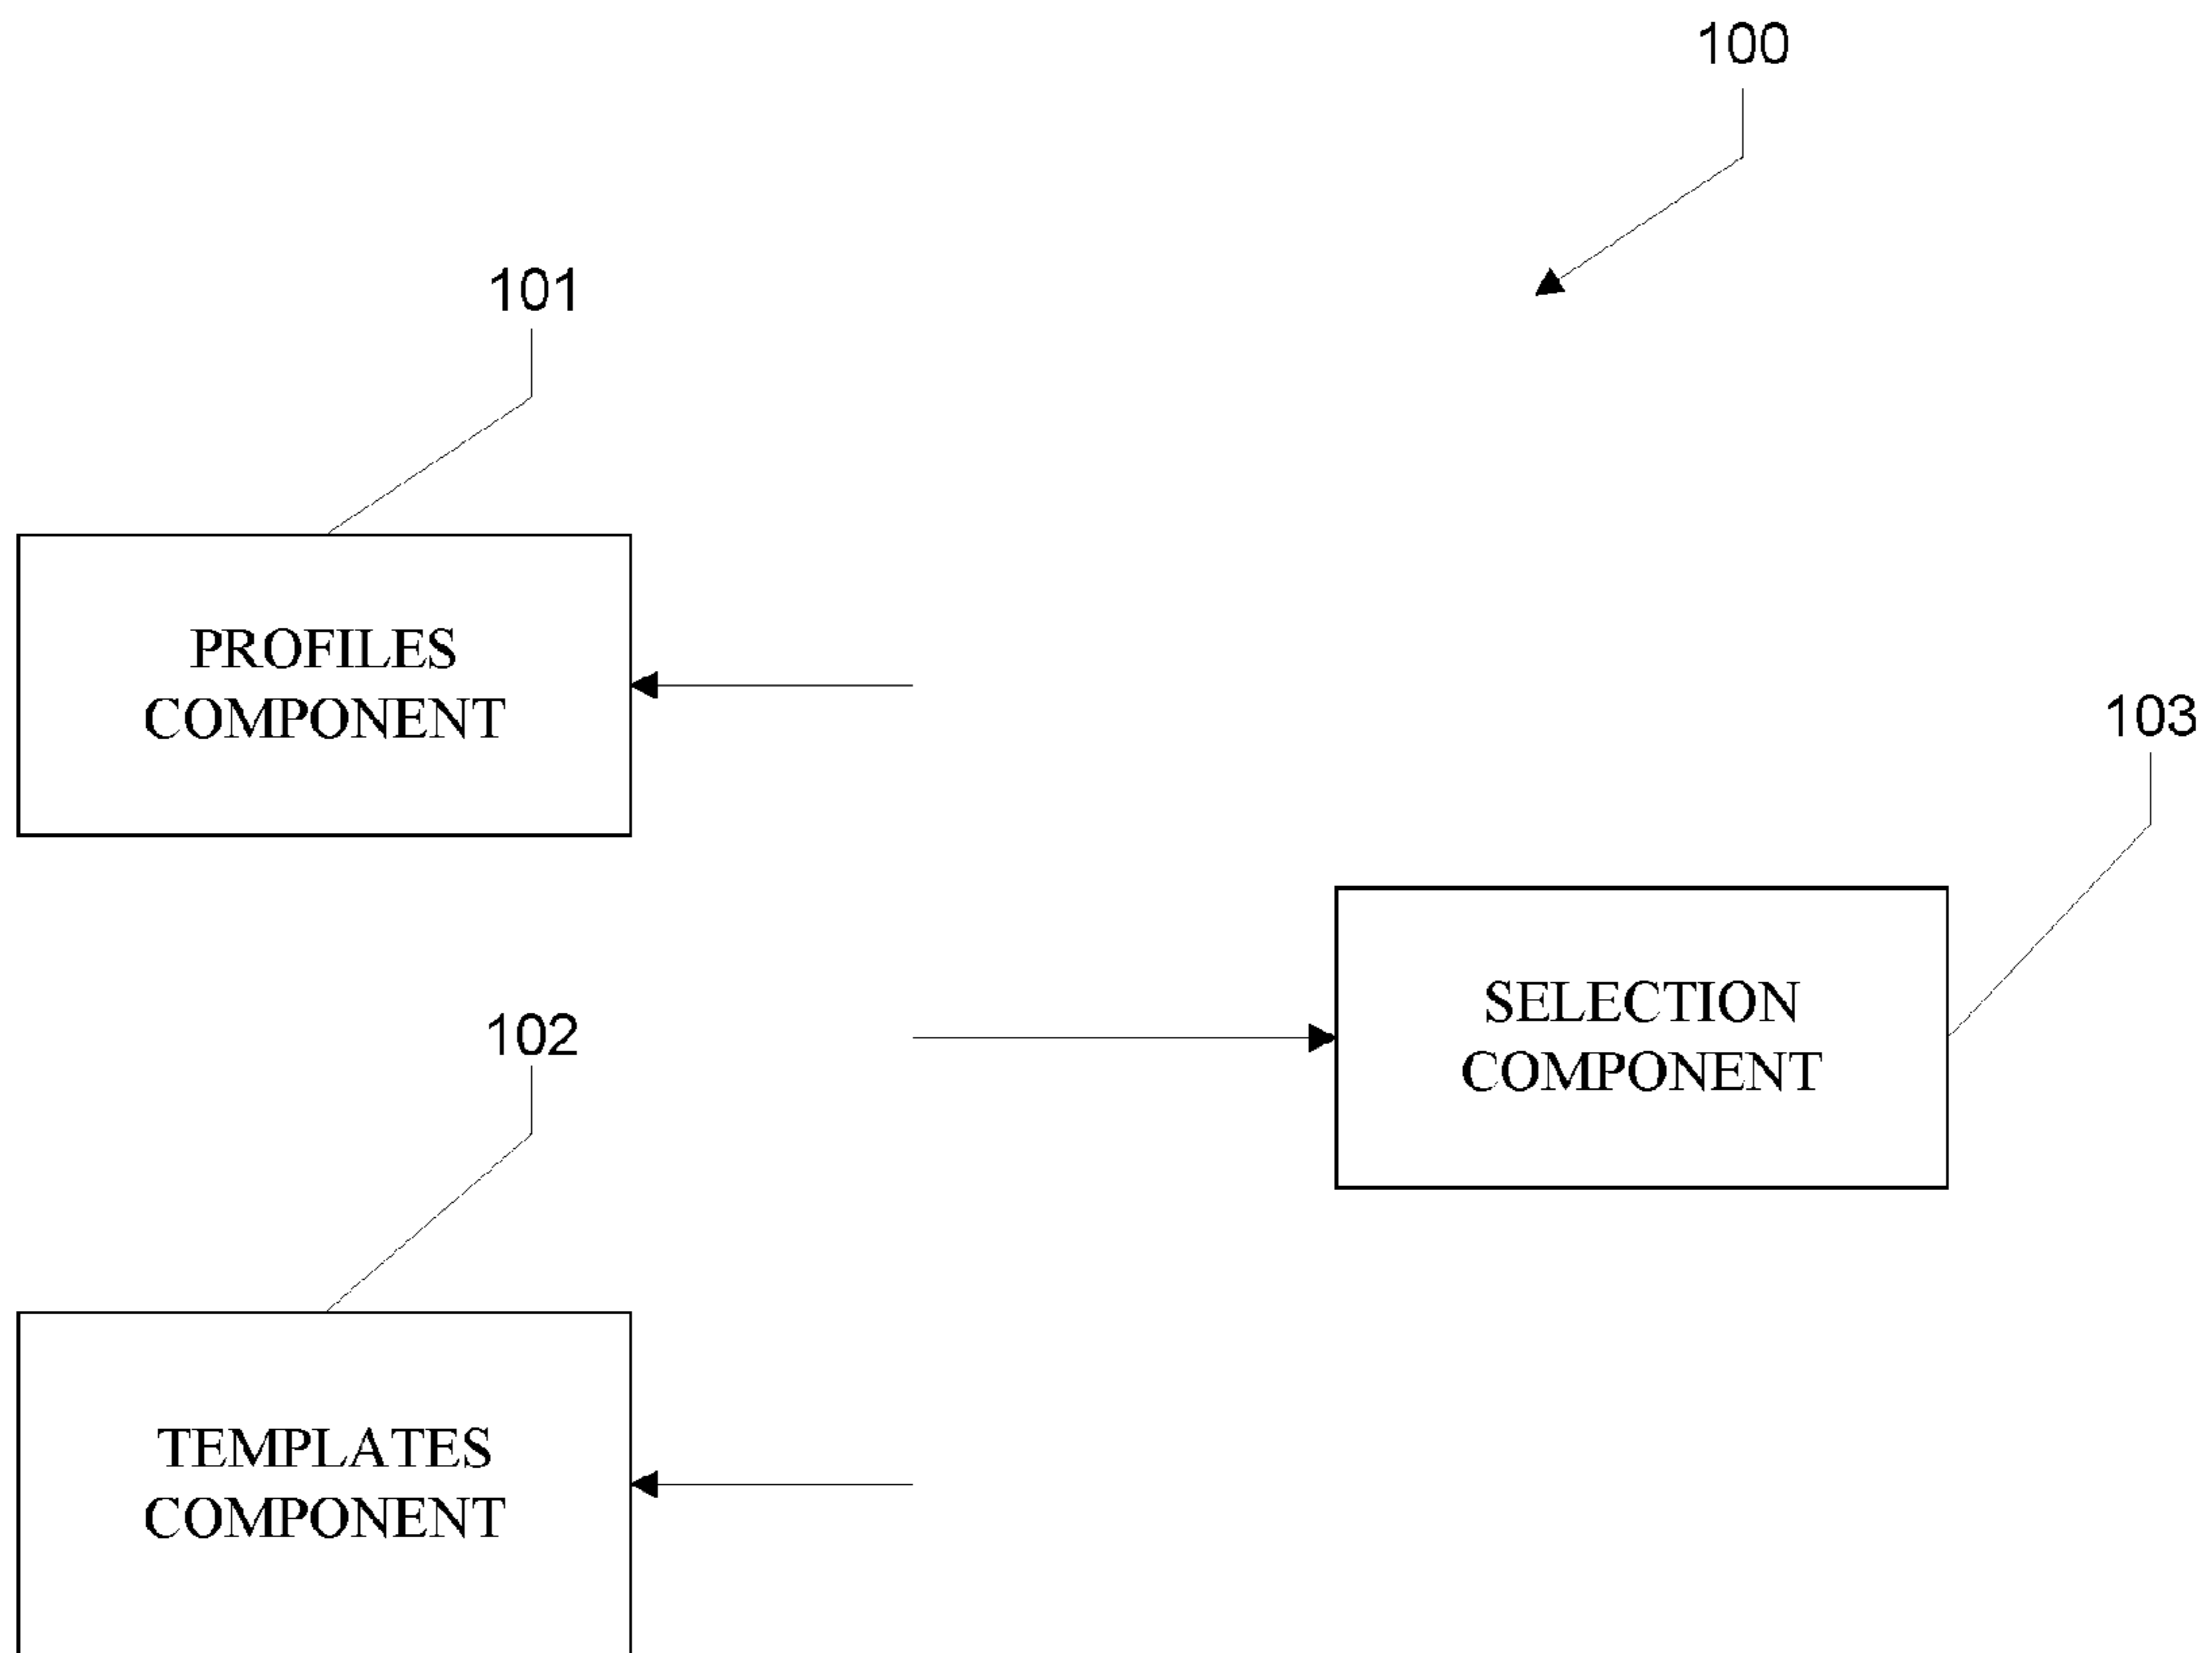 100
101
PROFILES
COMPONENT
103
SELECTION
COMPONENT
102
TEMPLATES
COMPONENT